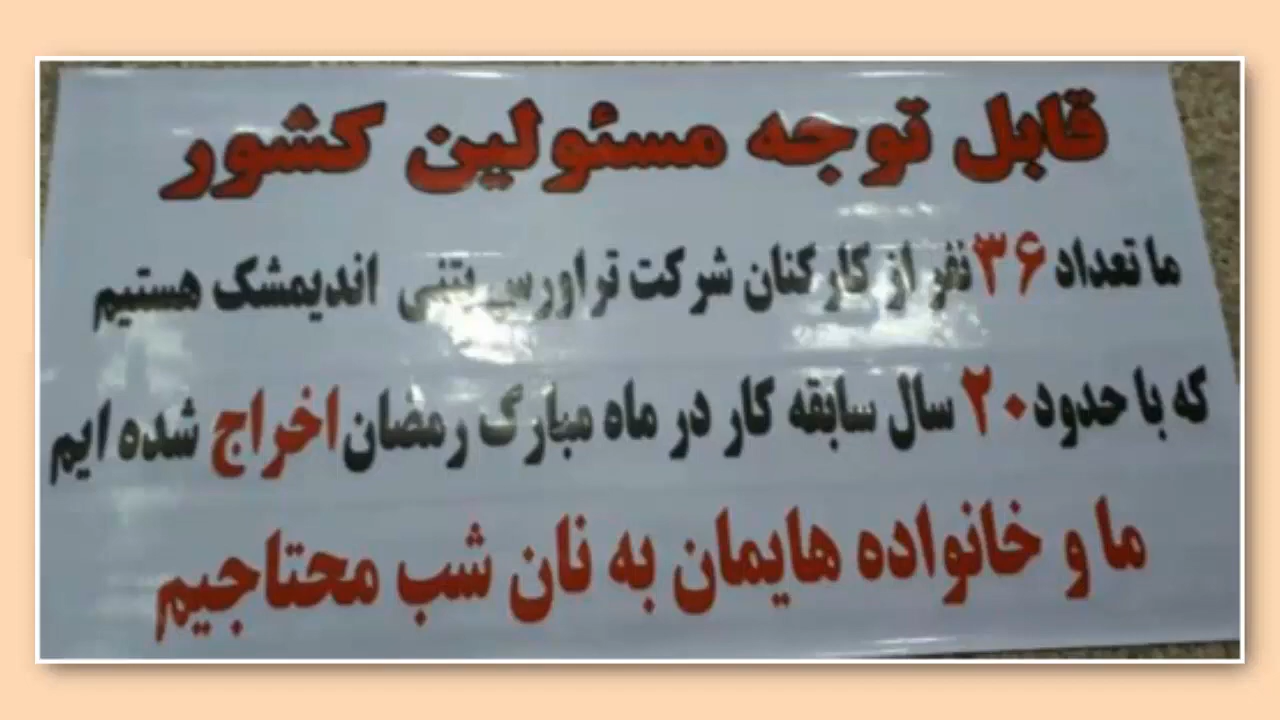 قابل توجه مسئولین کشور
ما تعداد ۳۶ نفر از کارکنان شرکت تراورس بتنی اندیمشک هستیم
که با حدود ۲۰ سال سابقه کار در ماه مبارک رمضان اخراج شده ایم
ما و خانواده هایمان به نان شب محتاجیم